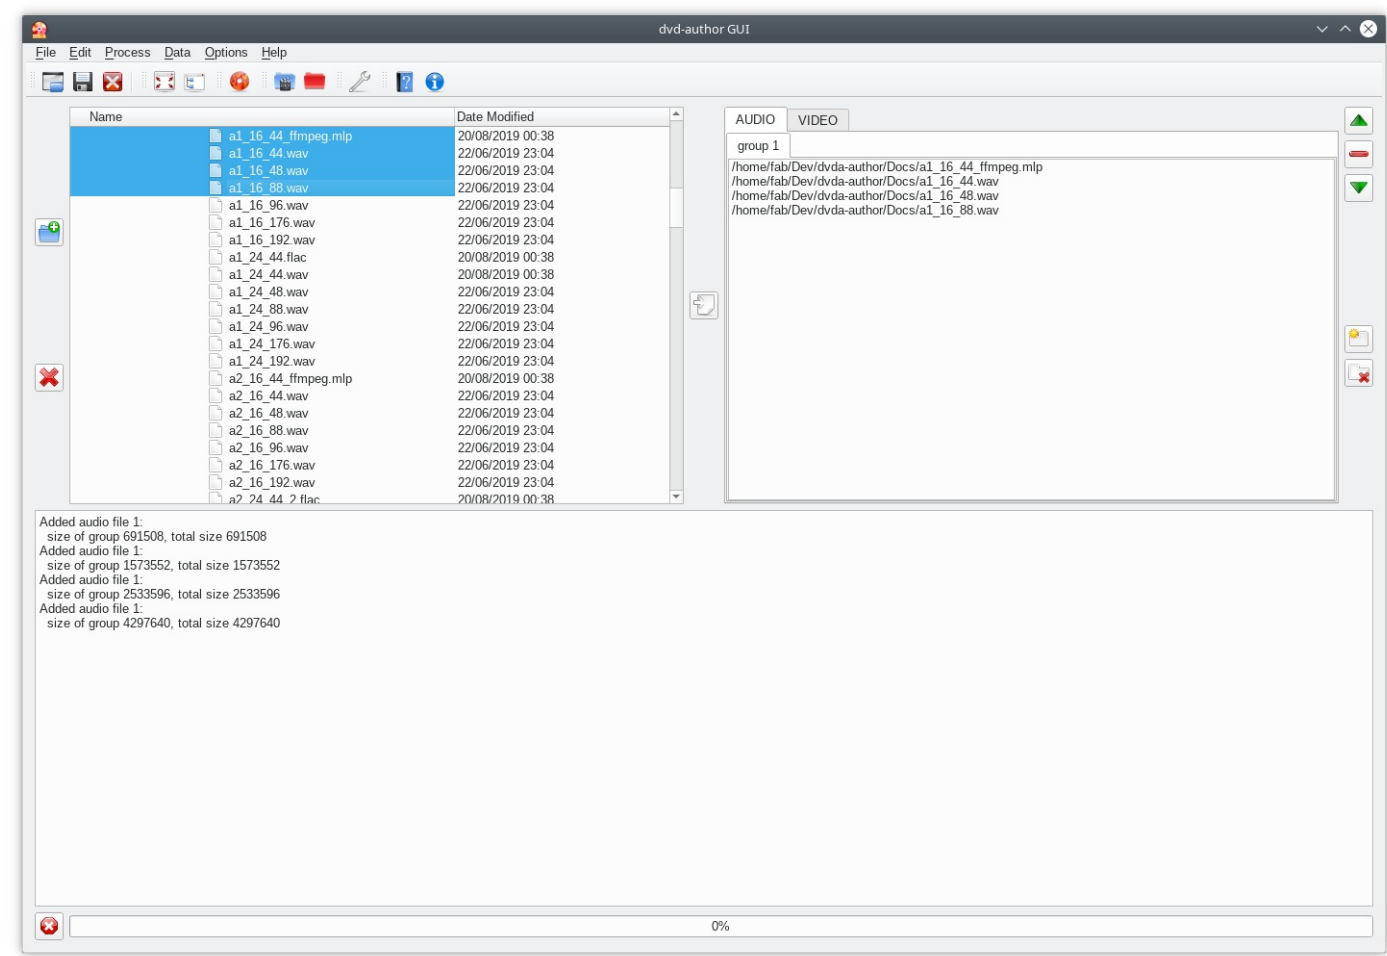 dvd-author GUI
File Edit Process Data Options Help
Name Date Modified
a1_16_44_ffmpeg.mlp 20/08/2019 00:38
a1_16_44.wav 22/06/2019 23:04
a1_16_48.wav 22/06/2019 23:04
a1_16_88.wav 22/06/2019 23:04
a1_16_96.wav 22/06/2019 23:04
a1_16_176.wav 22/06/2019 23:04
a1_16_192.wav 22/06/2019 23:04
a1_24_44.flac 20/08/2019 00:38
a1_24_44.wav 20/08/2019 00:38
a1_24_48.wav 22/06/2019 23:04
a1_24_88.wav 22/06/2019 23:04
a1_24_96.wav 22/06/2019 23:04
a1_24_176.wav 22/06/2019 23:04
a1_24_192.wav 22/06/2019 23:04
a2_16_44_ffmpeg.mlp 20/08/2019 00:38
a2_16_44.wav 22/06/2019 23:04
a2_16_48.wav 22/06/2019 23:04
a2_16_88.wav 22/06/2019 23:04
a2_16_96.wav 22/06/2019 23:04
a2_16_176.wav 22/06/2019 23:04
a2_16_192.wav 22/06/2019 23:04
a2_24_44_2.flac 20/08/2019 00:38
AUDIO VIDEO
group 1
/home/fab/Dev/dvda-author/Docs/a1_16_44_ffmpeg.mlp
/home/fab/Dev/dvda-author/Docs/a1_16_44.wav
/home/fab/Dev/dvda-author/Docs/a1_16_48.wav
/home/fab/Dev/dvda-author/Docs/a1_16_88.wav
Added audio file 1:
size of group 691508, total size 691508
Added audio file 1:
size of group 1573552, total size 1573552
Added audio file 1:
size of group 2533596, total size 2533596
Added audio file 1:
size of group 4297640, total size 4297640
0%